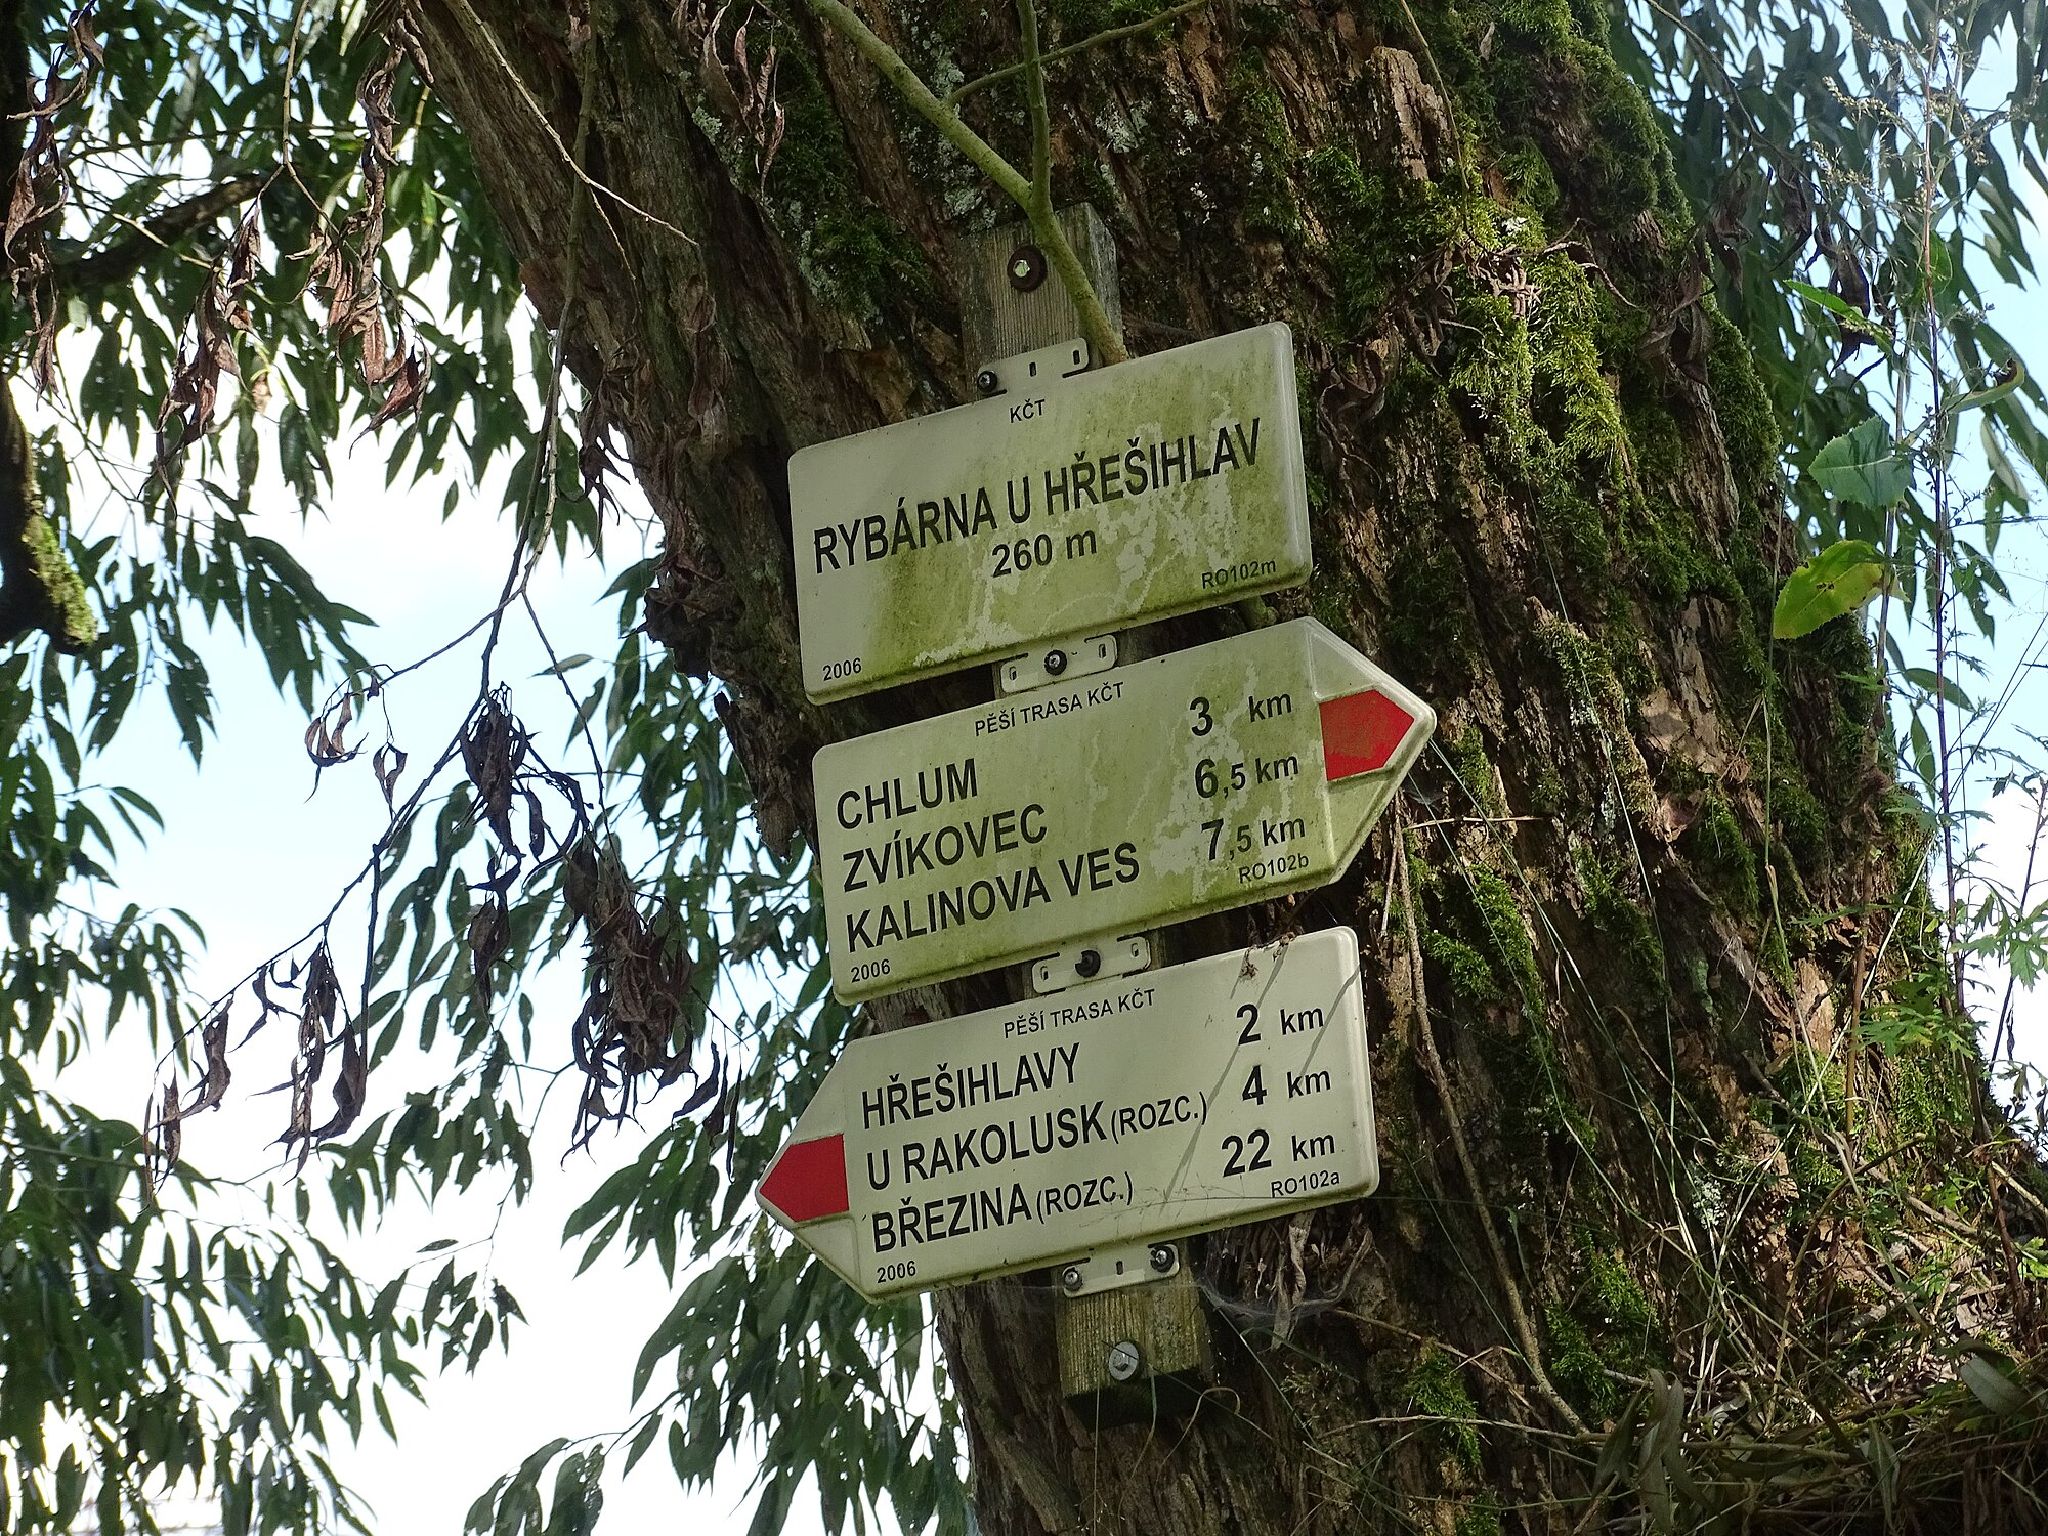 KČT
RYBÁRNA U HŘEŠIHLAV
260 m
RO102m
2006
PĚŠÍ TRASA KČT
CHLUM 3 km
ZVÍKOVEC 6,5 km
KALINOVA VES 7,5 km
RO102b
2006
PĚŠÍ TRASA KČT
HŘEŠIHLAVY 2 km
U RAKOLUSK (ROZC.) 4 km
BŘEZINA (ROZC.) 22 km
RO102a
2006